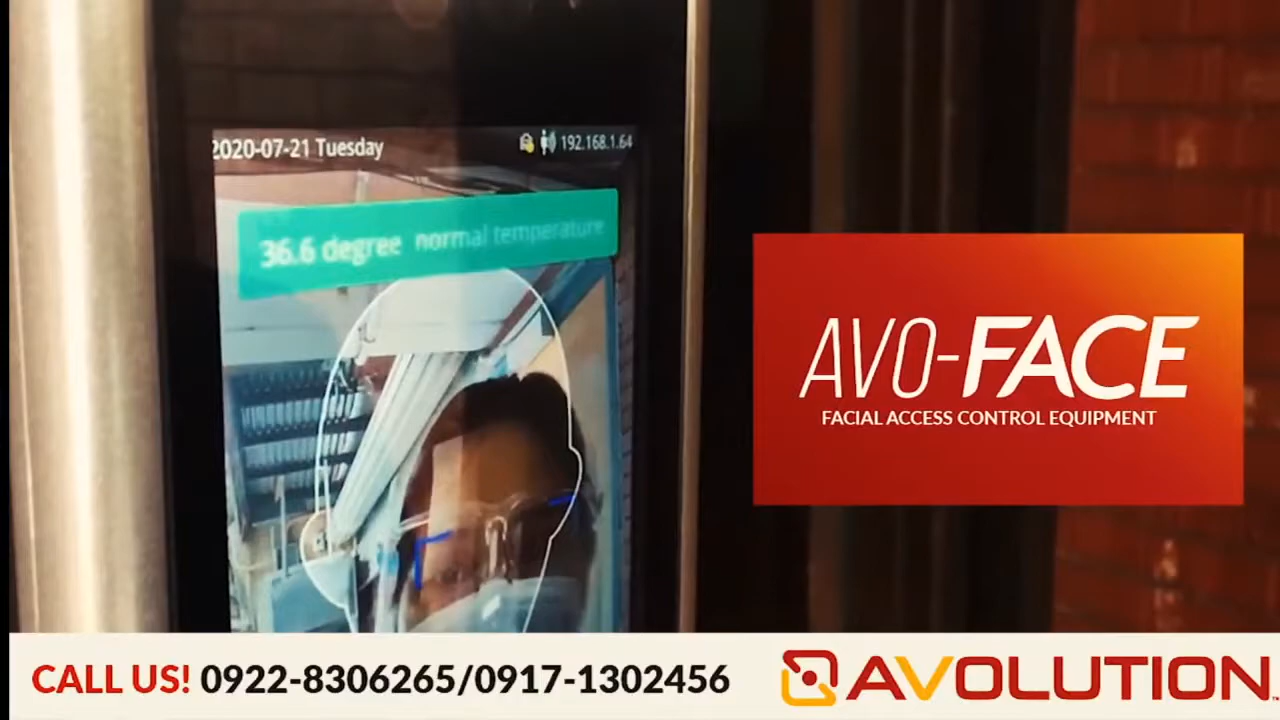 2020-07-21 Tuesday
192.168.1.64
36.6 degree normal temperature
AVO-FACE
FACIAL ACCESS CONTROL EQUIPMENT
CALL US! 0922-8306265/0917-1302456
AVOLUTION